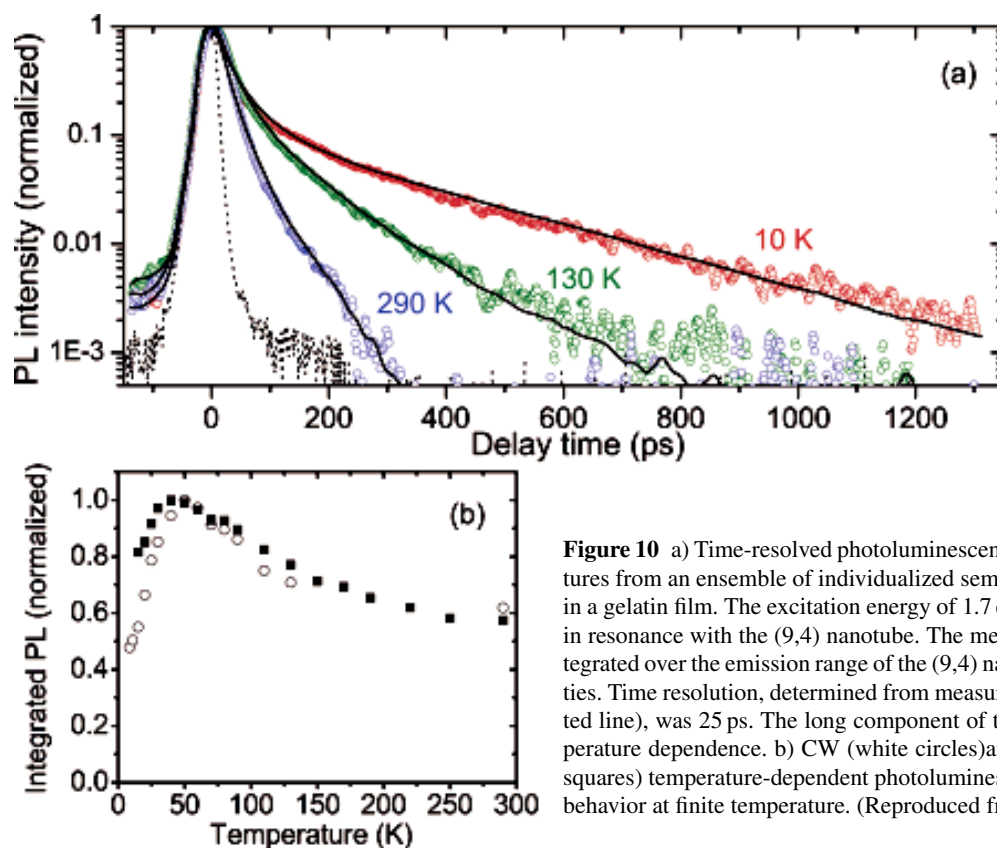 PL intensity (normalized)
1
0.1
0.01
1E-3
(a)
10 K
130 K
290 K
0 200 400 600 800 1000 1200
Delay time (ps)
Integrated PL (normalized)
1.0
0.8
0.6
0.4
0.2
0.0
(b)
0 50 100 150 200 250 300
Temperature (K)
Figure 10 a) Time-resolved photoluminescen
tures from an ensemble of individualized sem
in a gelatin film. The excitation energy of 1.7
in resonance with the (9,4) nanotube. The me
tegrated over the emission range of the (9,4) na
ties. Time resolution, determined from measur
ted line), was 25 ps. The long component of t
perature dependence. b) CW (white circles)a
squares) temperature-dependent photolumines
behavior at finite temperature. (Reproduced fr